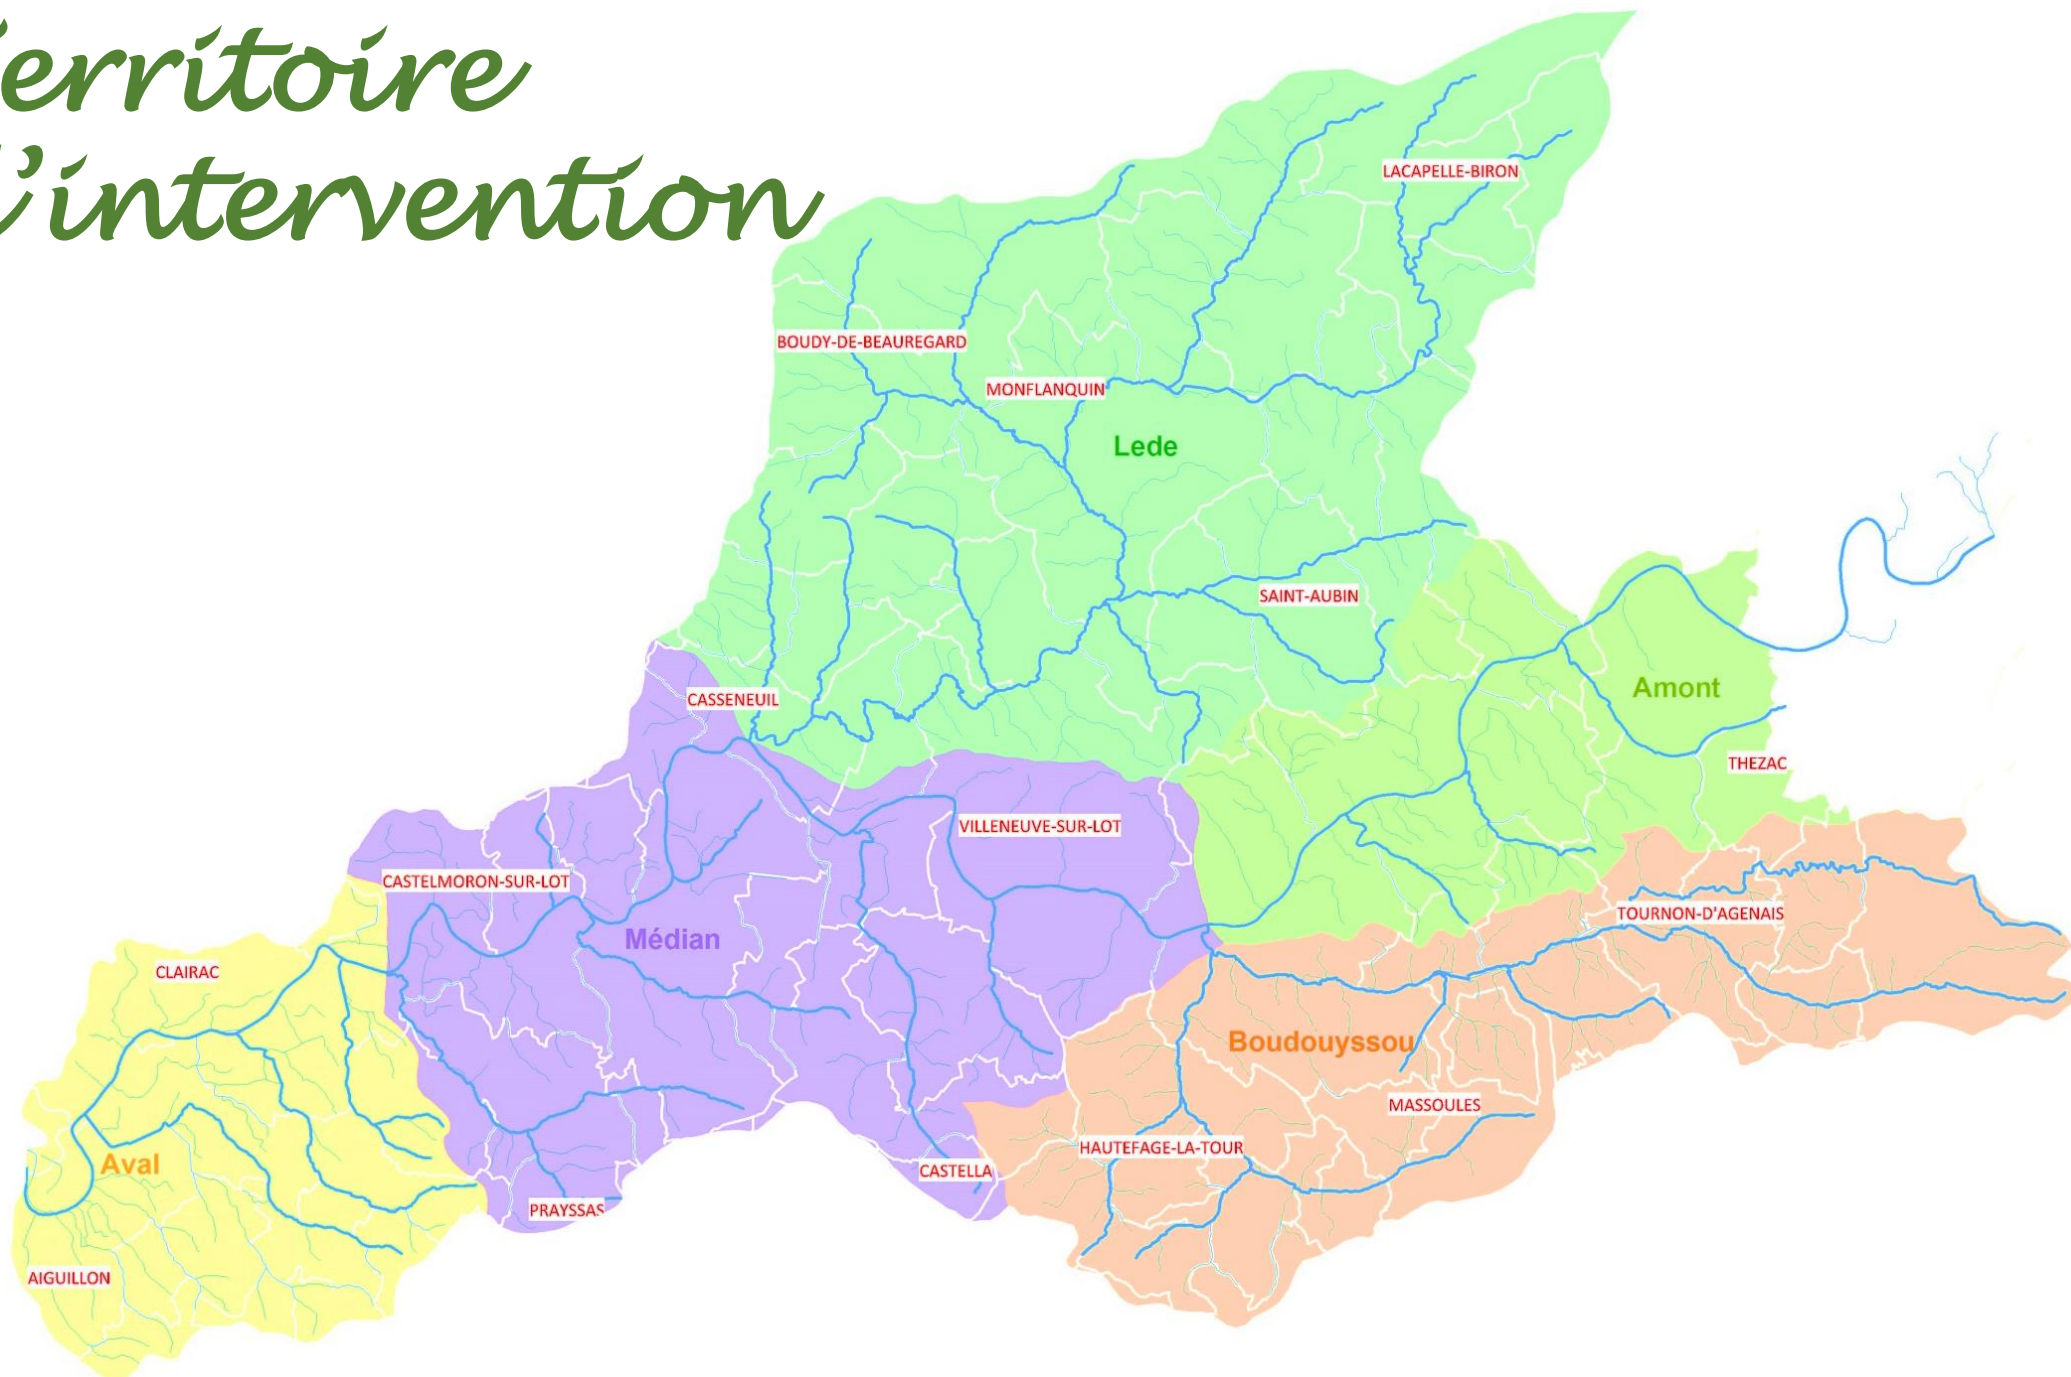 erritoire
l'intervention
LACAPELLE-BIRON
BOUDY-DE-BEAUREGARD
MONFLANQUIN
Lede
SAINT-AUBIN
Amont
CASSENEUIL
THEZAC
VILLENEUVE-SUR-LOT
CASTELMORON-SUR-LOT
TOURNON-D'AGENAIS
Médian
CLAIRAC
Boudouyssou
MASSOULES
HAUTEFAGE-LA-TOUR
Aval
CASTELLA
PRAYSSAS
AIGUILLON